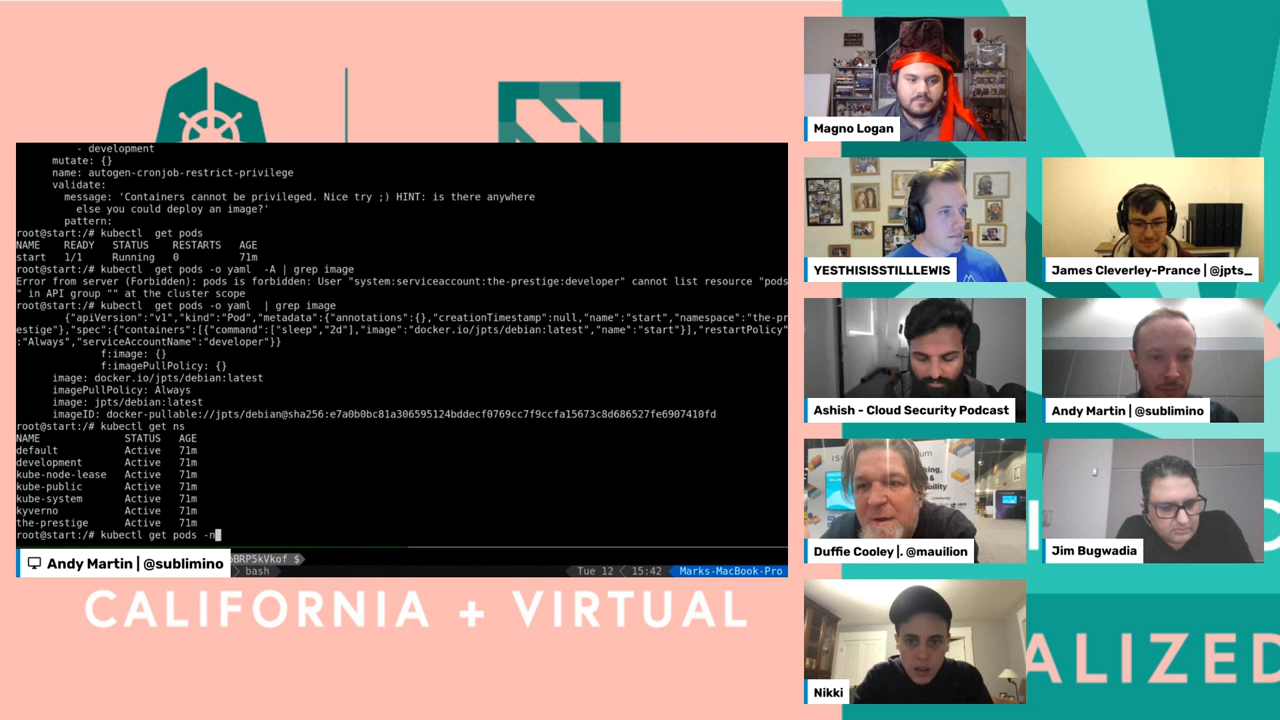 - development
mutate: {}
name: autogen-cronjob-restrict-privilege
validate:
message: 'Containers cannot be privileged. Nice try ;) HINT: is there anywhere
else you could deploy an image?'
pattern:
root@start:/# kubectl  get pods
NAME    READY   STATUS    RESTARTS   AGE
start   1/1     Running   0          71m
root@start:/# kubectl  get pods -o yaml  -A | grep image
Error from server (Forbidden): pods is forbidden: User "system:serviceaccount:the-prestige:developer" cannot list resource "pods
" in API group "" at the cluster scope
root@start:/# kubectl  get pods -o yaml  | grep image
{"apiVersion":"v1","kind":"Pod","metadata":{"annotations":{},"creationTimestamp":null,"name":"start","namespace":"the-pr
estige"},"spec":{"containers":[{"command":["sleep","2d"],"image":"docker.io/jpts/debian:latest","name":"start"}],"restartPolicy"
:"Always","serviceAccountName":"developer"}}
f:image: {}
f:imagePullPolicy: {}
image: docker.io/jpts/debian:latest
imagePullPolicy: Always
image: jpts/debian:latest
imageID: docker-pullable://jpts/debian@sha256:e7a0b0bc81a306595124bddecf0769cc7f9ccfa15673c8d686527fe6907410fd
root@start:/# kubectl get ns
NAME              STATUS   AGE
default           Active   71m
development       Active   71m
kube-node-lease   Active   71m
kube-public       Active   71m
kube-system       Active   71m
kyverno           Active   71m
the-prestige      Active   71m
root@start:/# kubectl get pods -n
Andy Martin | @sublimino
bBRP5kVkof $
bash
Tue 12
15:42
Marks-MacBook-Pro
CALIFORNIA + VIRTUAL
Magno Logan
YESTHISISSTILLLEWIS
James Cleverley-Prance | @jpts_
Ashish - Cloud Security Podcast
Andy Martin | @sublimino
Duffie Cooley |. @mauilion
Jim Bugwadia
Nikki
ALIZED